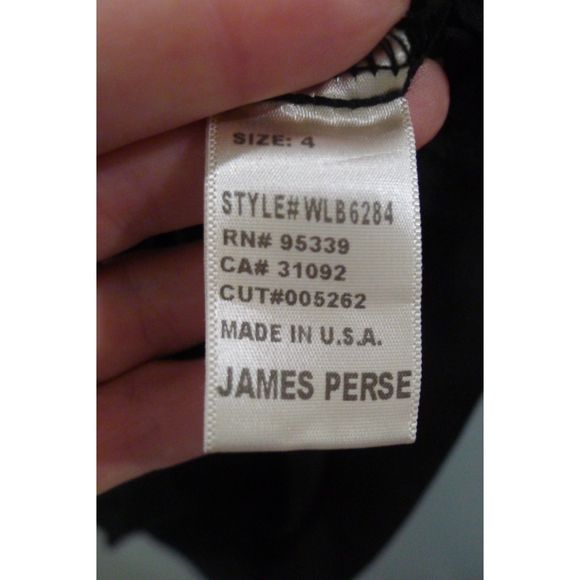 SIZE: 4
STYLE# WLB6284
RN# 95339
CA# 31092
CUT#005262
MADE IN U.S.A.
JAMES PERSE